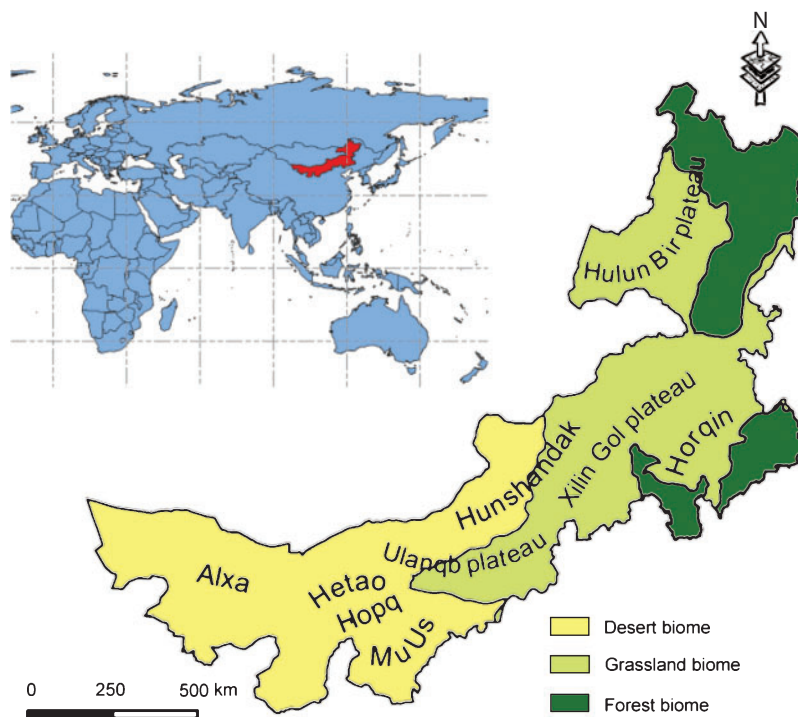 N
Hulun Bir plateau
Xilin Gol plateau
Horqin
Hunshandak
Ulanqb plateau
Alxa
Hetao
Hopq
MuUs
Desert biome
Grassland biome
Forest biome
0 250 500 km